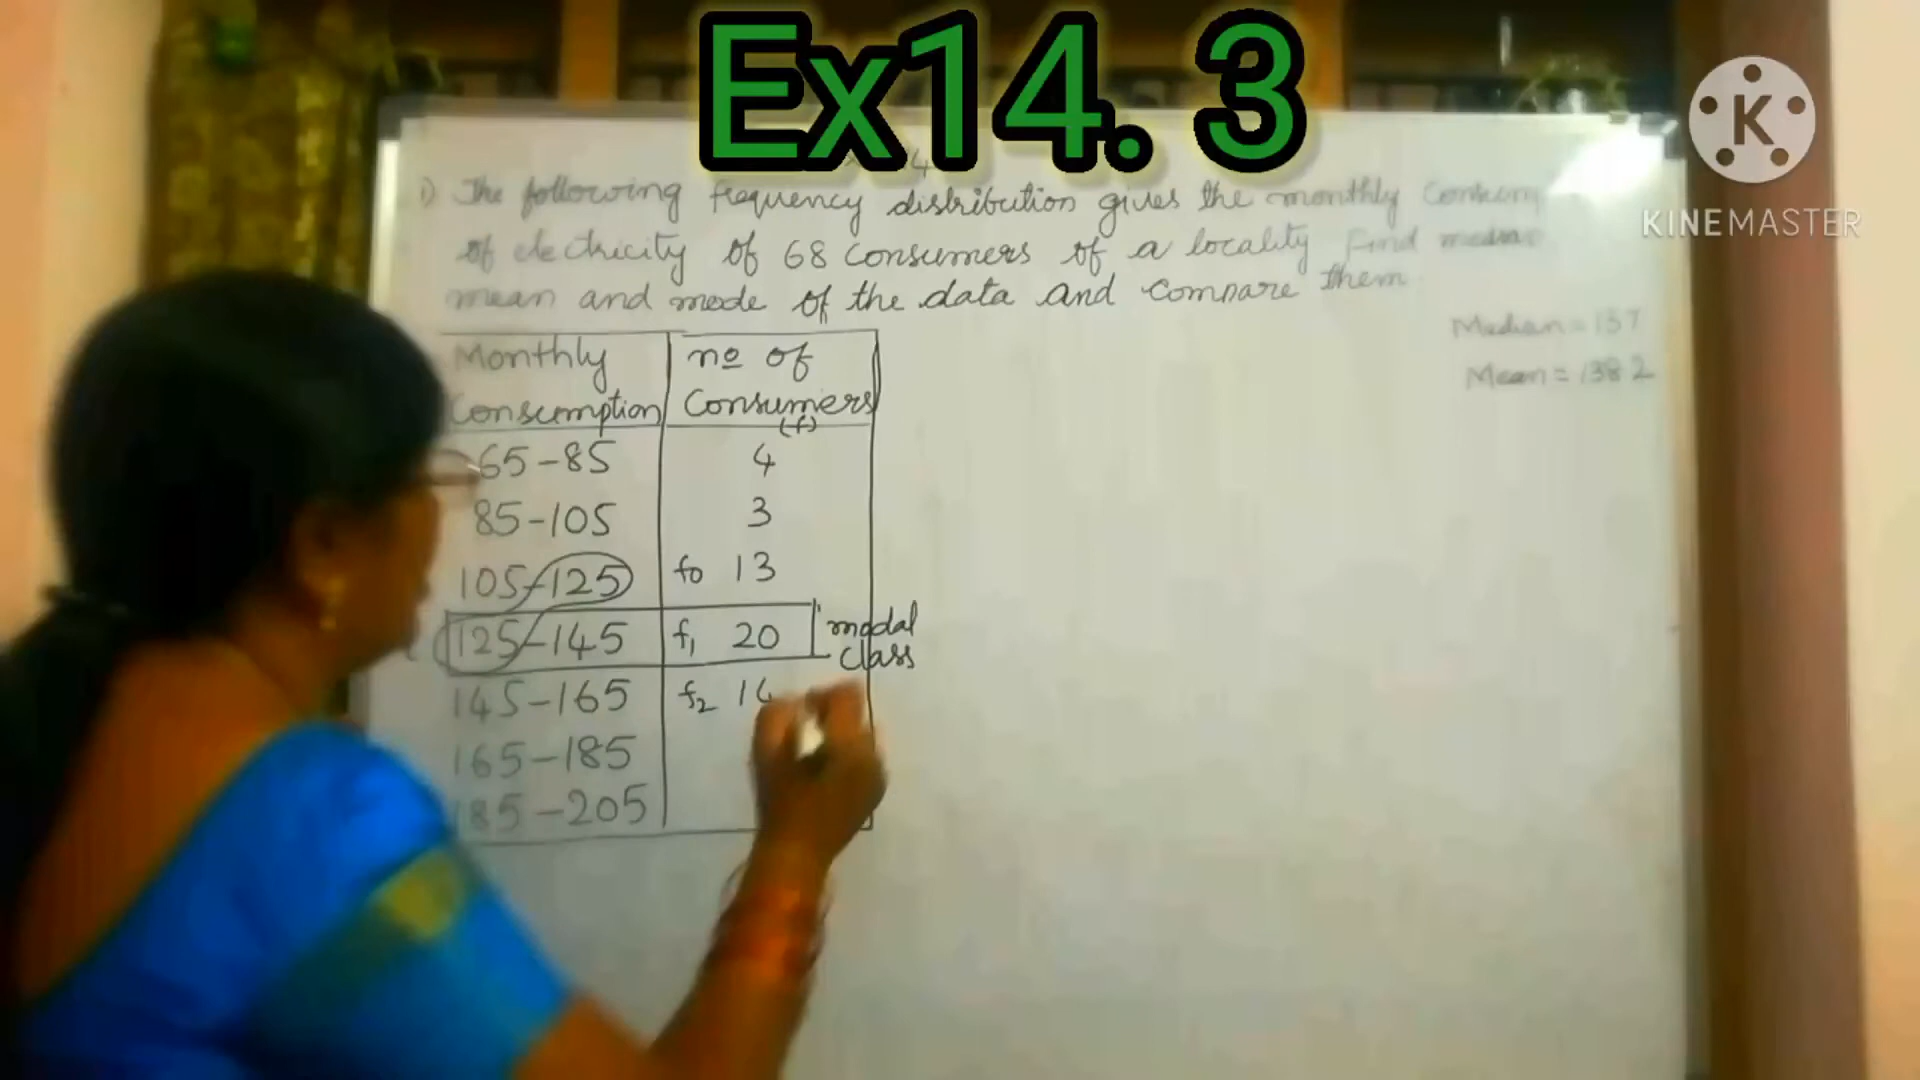 Ex14.3
KINEMASTER
1) The following frequency distribution gives the monthly
of electricity of 68 consumers of a locality Find median
mean and mode of the data and compare them
Median = 137
Mean = 138.2
Monthly Consumption | no of Consumers (f)
65-85 | 4
85-105 | 3
105-125 | f0 13
125-145 | f1 20 modal class
145-165 | f2 14
165-185
185-205